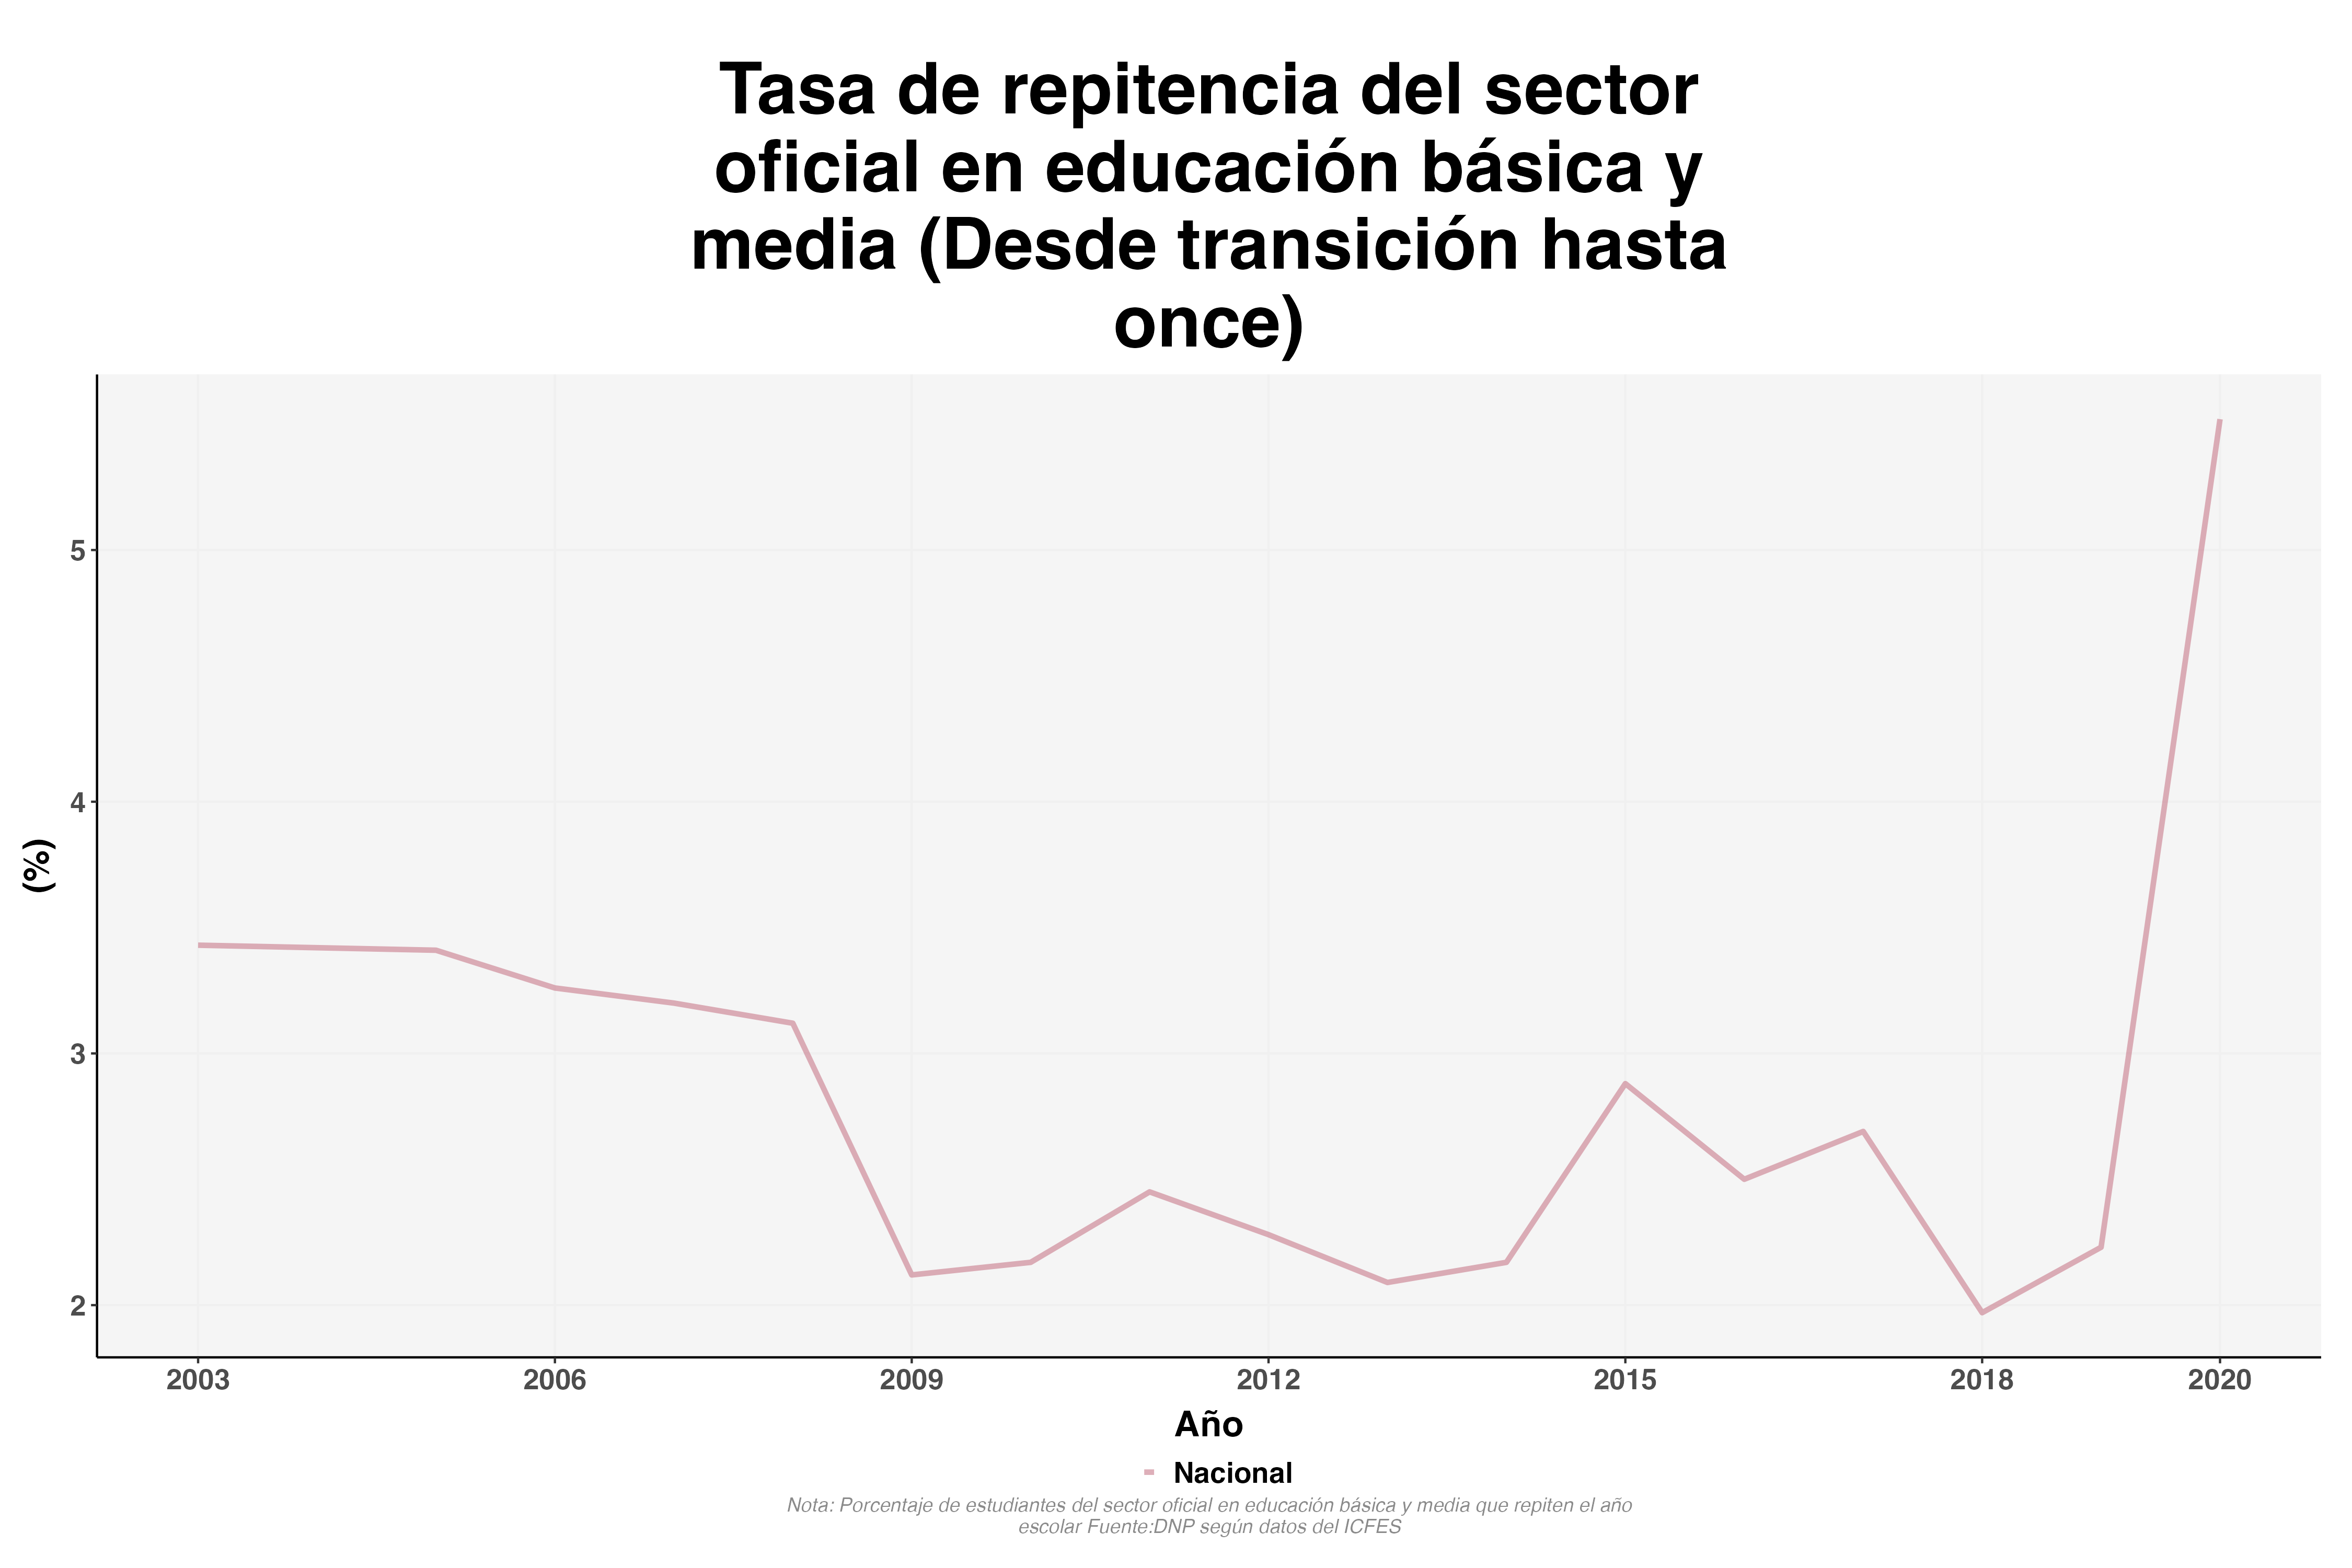 Tasa de repitencia del sector
oficial en educación básica y
media (Desde transición hasta
once)
(%)
5
4
3
2
2003
2006
2009
2012
2015
2018
2020
Año
Nacional
Nota: Porcentaje de estudiantes del sector oficial en educación básica y media que repiten el año
escolar Fuente:DNP según datos del ICFES